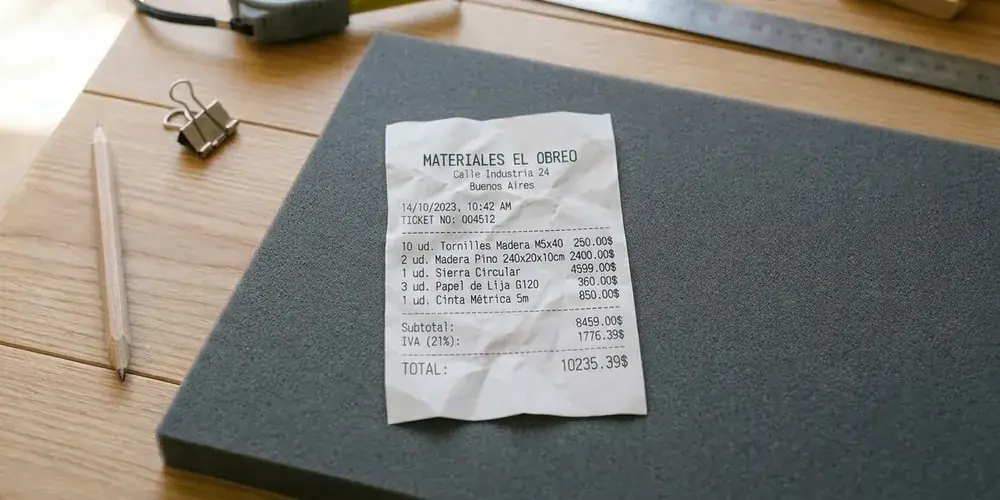 MATERIALES EL OBREO
Calle Industria 24
Buenos Aires
14/10/2023, 10:42 AM
TICKET NO: 004512
10 ud. Tornilles Madera M5x40 250.00$
2 ud. Madera Pino 240x20x10cm 2400.00$
1 ud. Sierra Circular 4599.00$
3 ud. Papel de Lija G120 360.00$
1 ud. Cinta Métrica 5m 850.00$
Subtotal: 8459.00$
IVA (21%): 1776.39$
TOTAL: 10235.39$